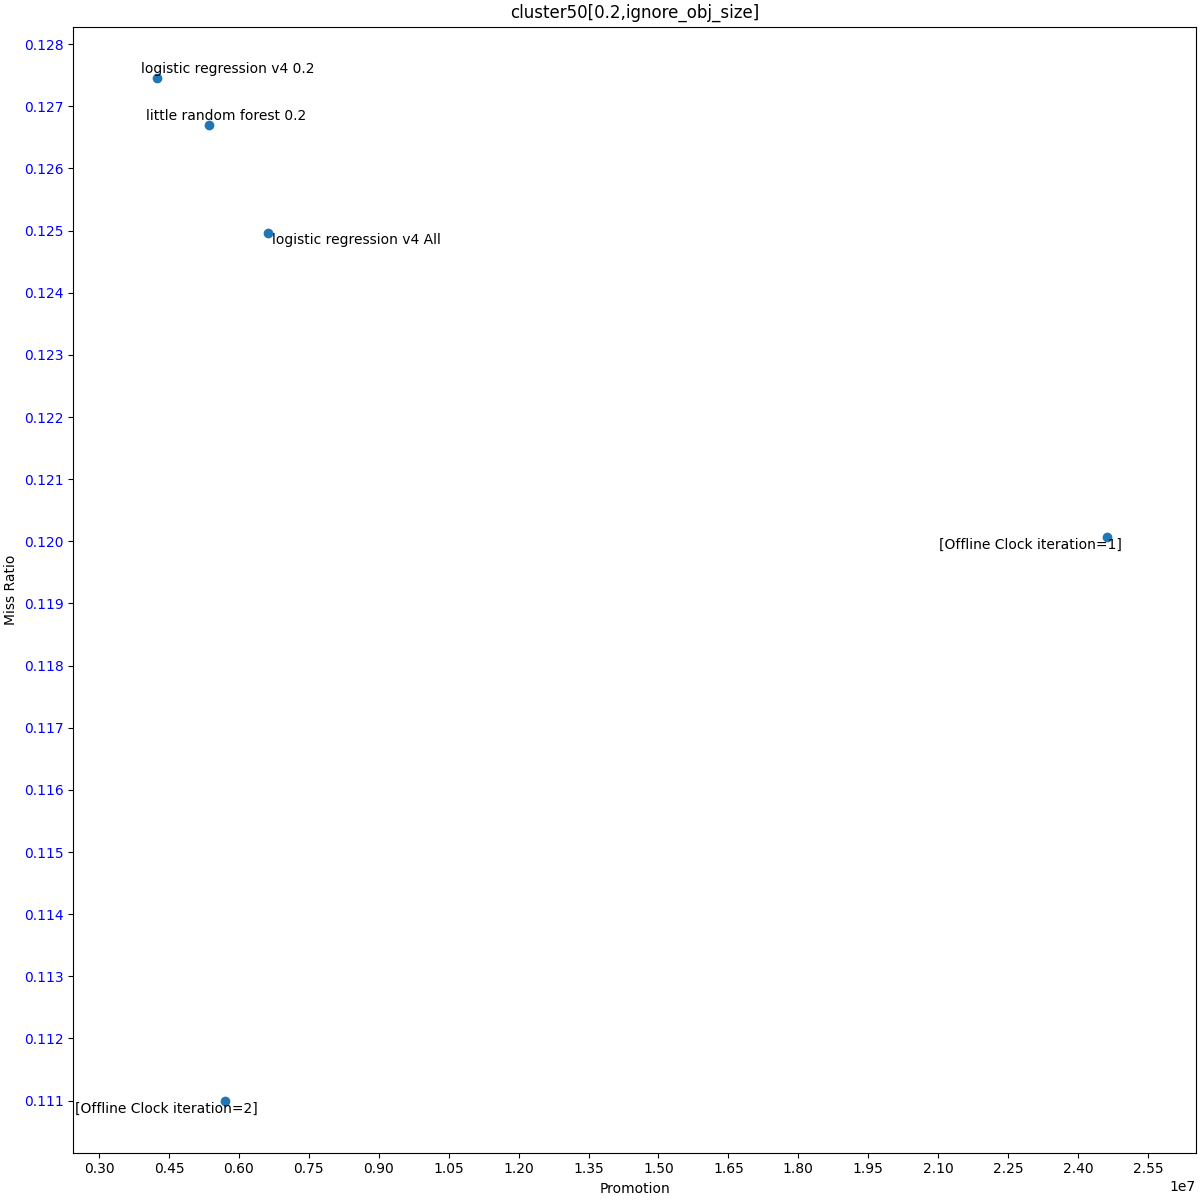 cluster50[0.2,ignore_obj_size]
0.128
0.127
0.126
0.125
0.124
0.123
0.122
0.121
0.120
0.119
0.118
0.117
0.116
0.115
0.114
0.113
0.112
0.111
Miss Ratio
logistic regression v4 0.2
little random forest 0.2
logistic regression v4 All
[Offline Clock iteration=1]
[Offline Clock iteration=2]
0.30 0.45 0.60 0.75 0.90 1.05 1.20 1.35 1.50 1.65 1.80 1.95 2.10 2.25 2.40 2.55
Promotion
1e7